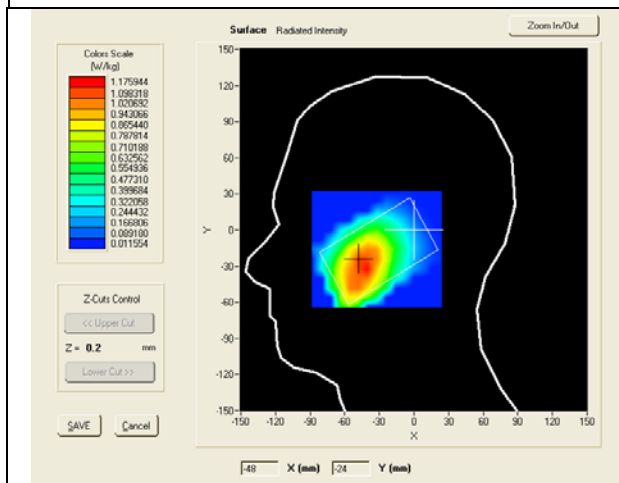 Surface Radiated Intensity
Zoom In/Out
Colors Scale
(W/kg)
1.175944
1.098318
1.020692
0.943066
0.865440
0.787814
0.710188
0.632562
0.554936
0.477310
0.399684
0.322058
0.244432
0.166806
0.089180
0.011554
Z-Cuts Control
<< Upper Cut
Z = 0.2 mm
Lower Cut >>
SAVE Cancel
150
120
90
60
30
0
-30
-60
-90
-120
-150
Y
-150 -120 -90 -60 -30 0 30 60 90 120 150
X
-48 X (mm) -24 Y (mm)